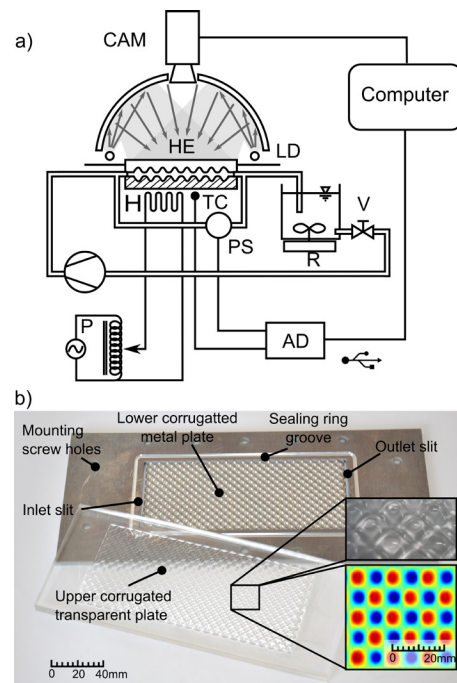 a)
CAM
Computer
HE
LD
H
TC
V
PS
R
P
AD
b)
Lower corrugatted
metal plate
Sealing ring
groove
Mounting
screw holes
Outlet slit
Inlet slit
Upper corrugated
transparent plate
0 20mm
0 20 40mm